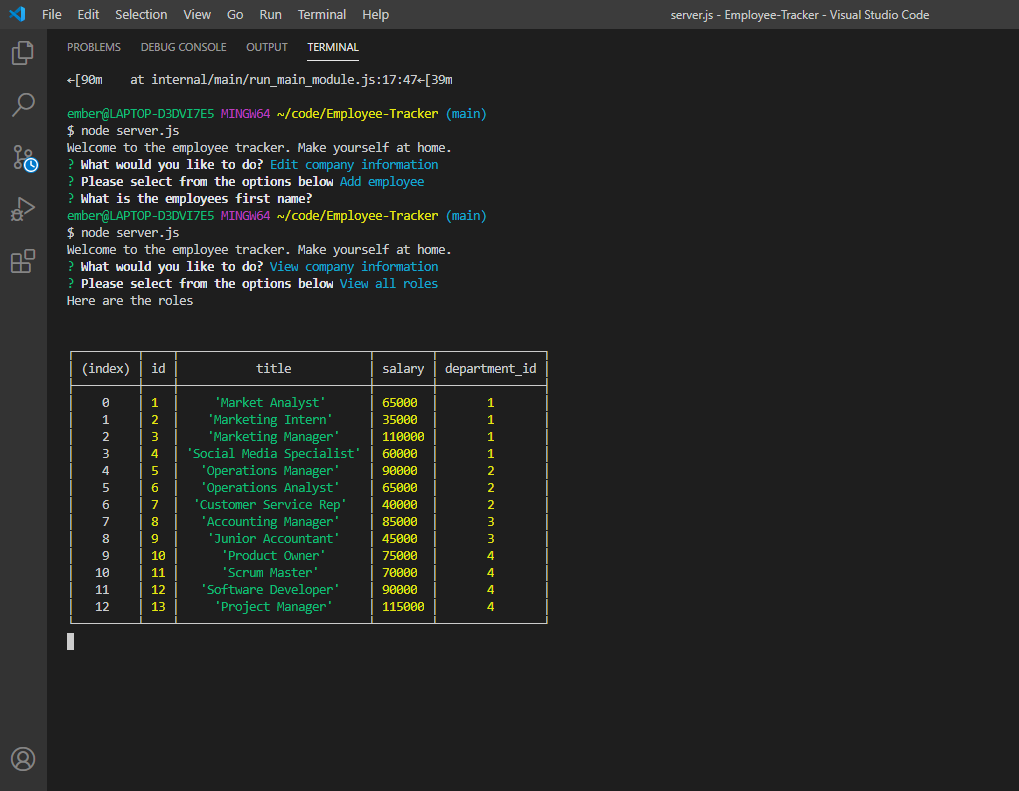 File Edit Selection View Go Run Terminal Help server.js - Employee-Tracker - Visual Studio Code
PROBLEMS DEBUG CONSOLE OUTPUT TERMINAL
←[90m    at internal/main/run_main_module.js:17:47←[39m
ember@LAPTOP-D3DVI7E5 MINGW64 ~/code/Employee-Tracker (main)
$ node server.js
Welcome to the employee tracker. Make yourself at home.
? What would you like to do? Edit company information
? Please select from the options below Add employee
? What is the employees first name?
ember@LAPTOP-D3DVI7E5 MINGW64 ~/code/Employee-Tracker (main)
$ node server.js
Welcome to the employee tracker. Make yourself at home.
? What would you like to do? View company information
? Please select from the options below View all roles
Here are the roles
(index) id title salary department_id
0 1 'Market Analyst' 65000 1
1 2 'Marketing Intern' 35000 1
2 3 'Marketing Manager' 110000 1
3 4 'Social Media Specialist' 60000 1
4 5 'Operations Manager' 90000 2
5 6 'Operations Analyst' 65000 2
6 7 'Customer Service Rep' 40000 2
7 8 'Accounting Manager' 85000 3
8 9 'Junior Accountant' 45000 3
9 10 'Product Owner' 75000 4
10 11 'Scrum Master' 70000 4
11 12 'Software Developer' 90000 4
12 13 'Project Manager' 115000 4